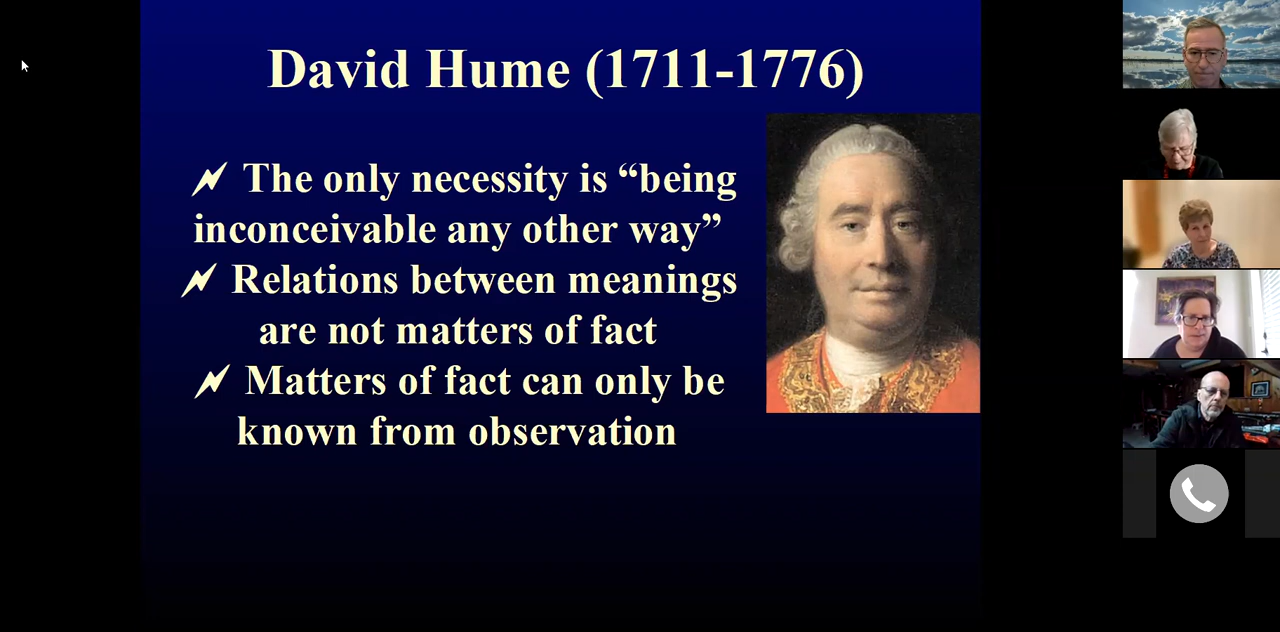 David Hume (1711-1776)
The only necessity is “being
inconceivable any other way”
Relations between meanings
are not matters of fact
Matters of fact can only be
known from observation